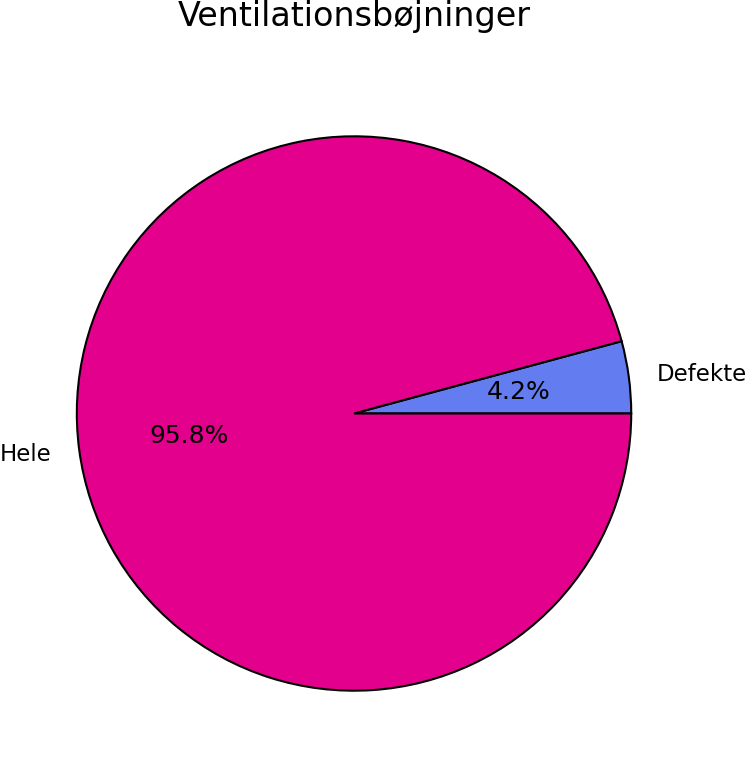 Ventilationsbøjninger
Defekte
4.2%
95.8%
Hele